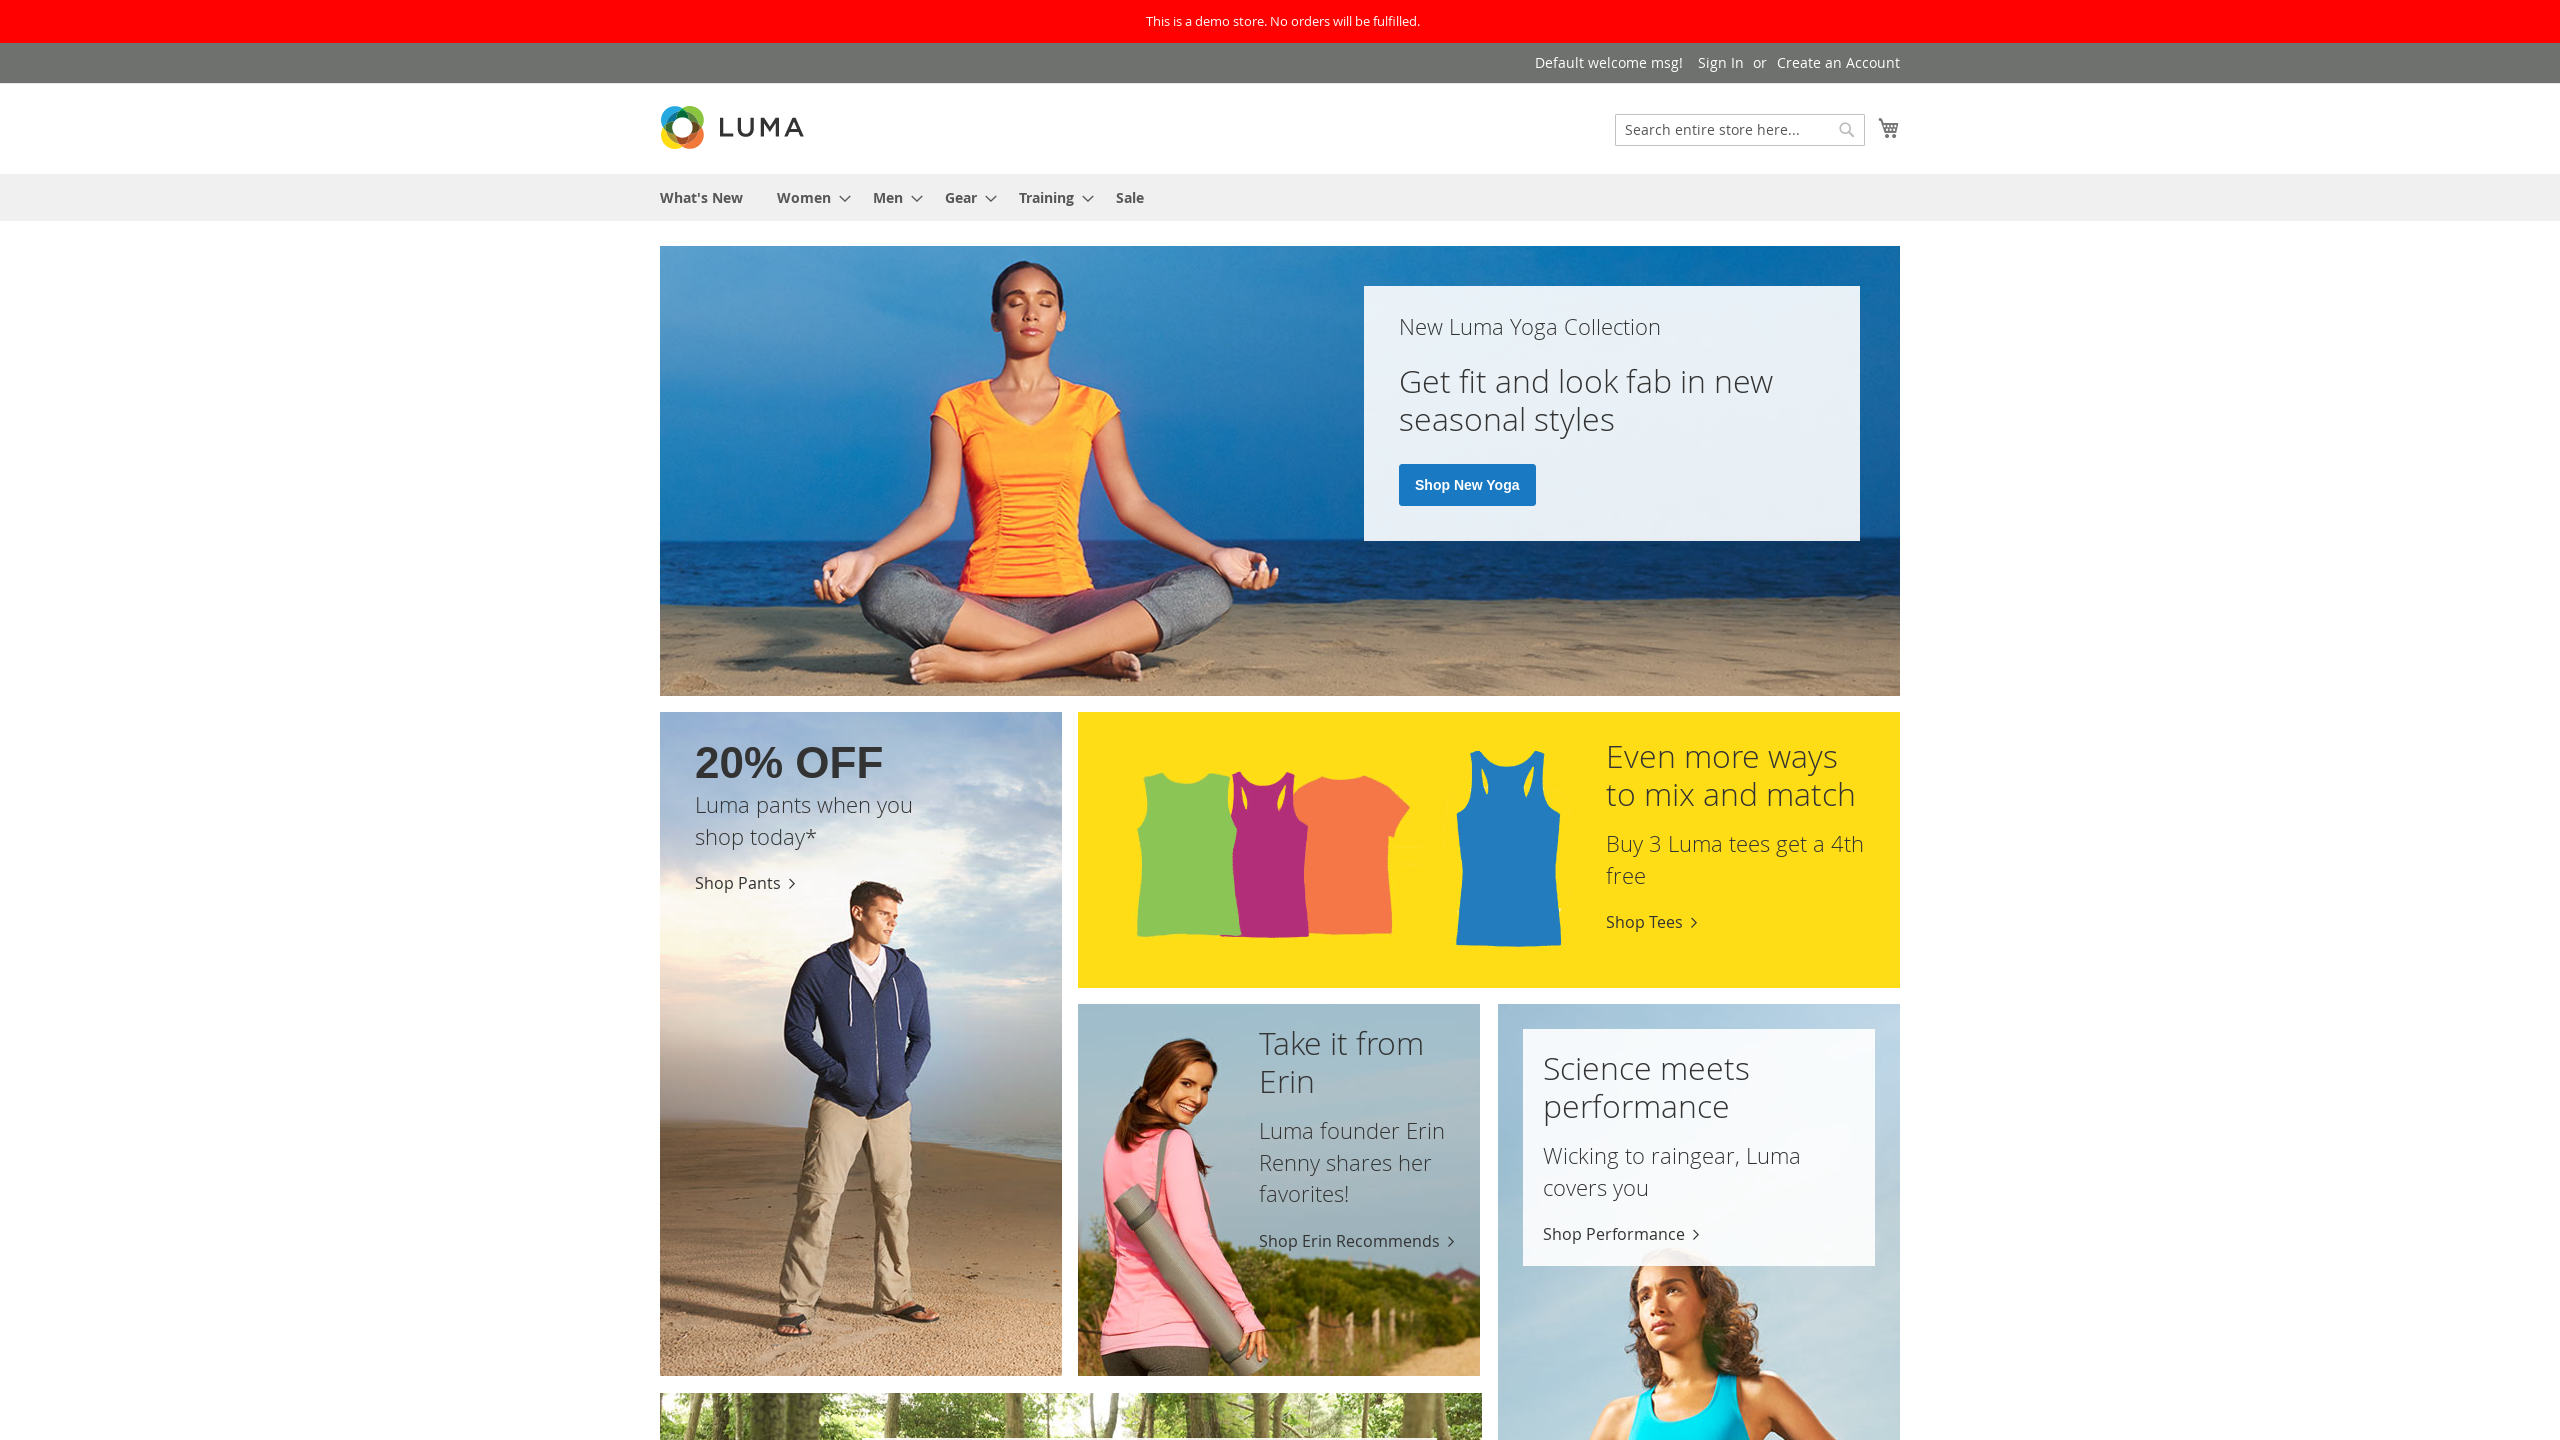 This is a demo store. No orders will be fulfilled.
Default welcome msg! Sign In or Create an Account
LUMA
Search entire store here...
What's New Women Men Gear Training Sale
New Luma Yoga Collection
Get fit and look fab in new
seasonal styles
Shop New Yoga
20% OFF
Luma pants when you
shop today*
Shop Pants
Even more ways
to mix and match
Buy 3 Luma tees get a 4th
free
Shop Tees
Take it from
Erin
Luma founder Erin
Renny shares her
favorites!
Shop Erin Recommends
Science meets
performance
Wicking to raingear, Luma
covers you
Shop Performance